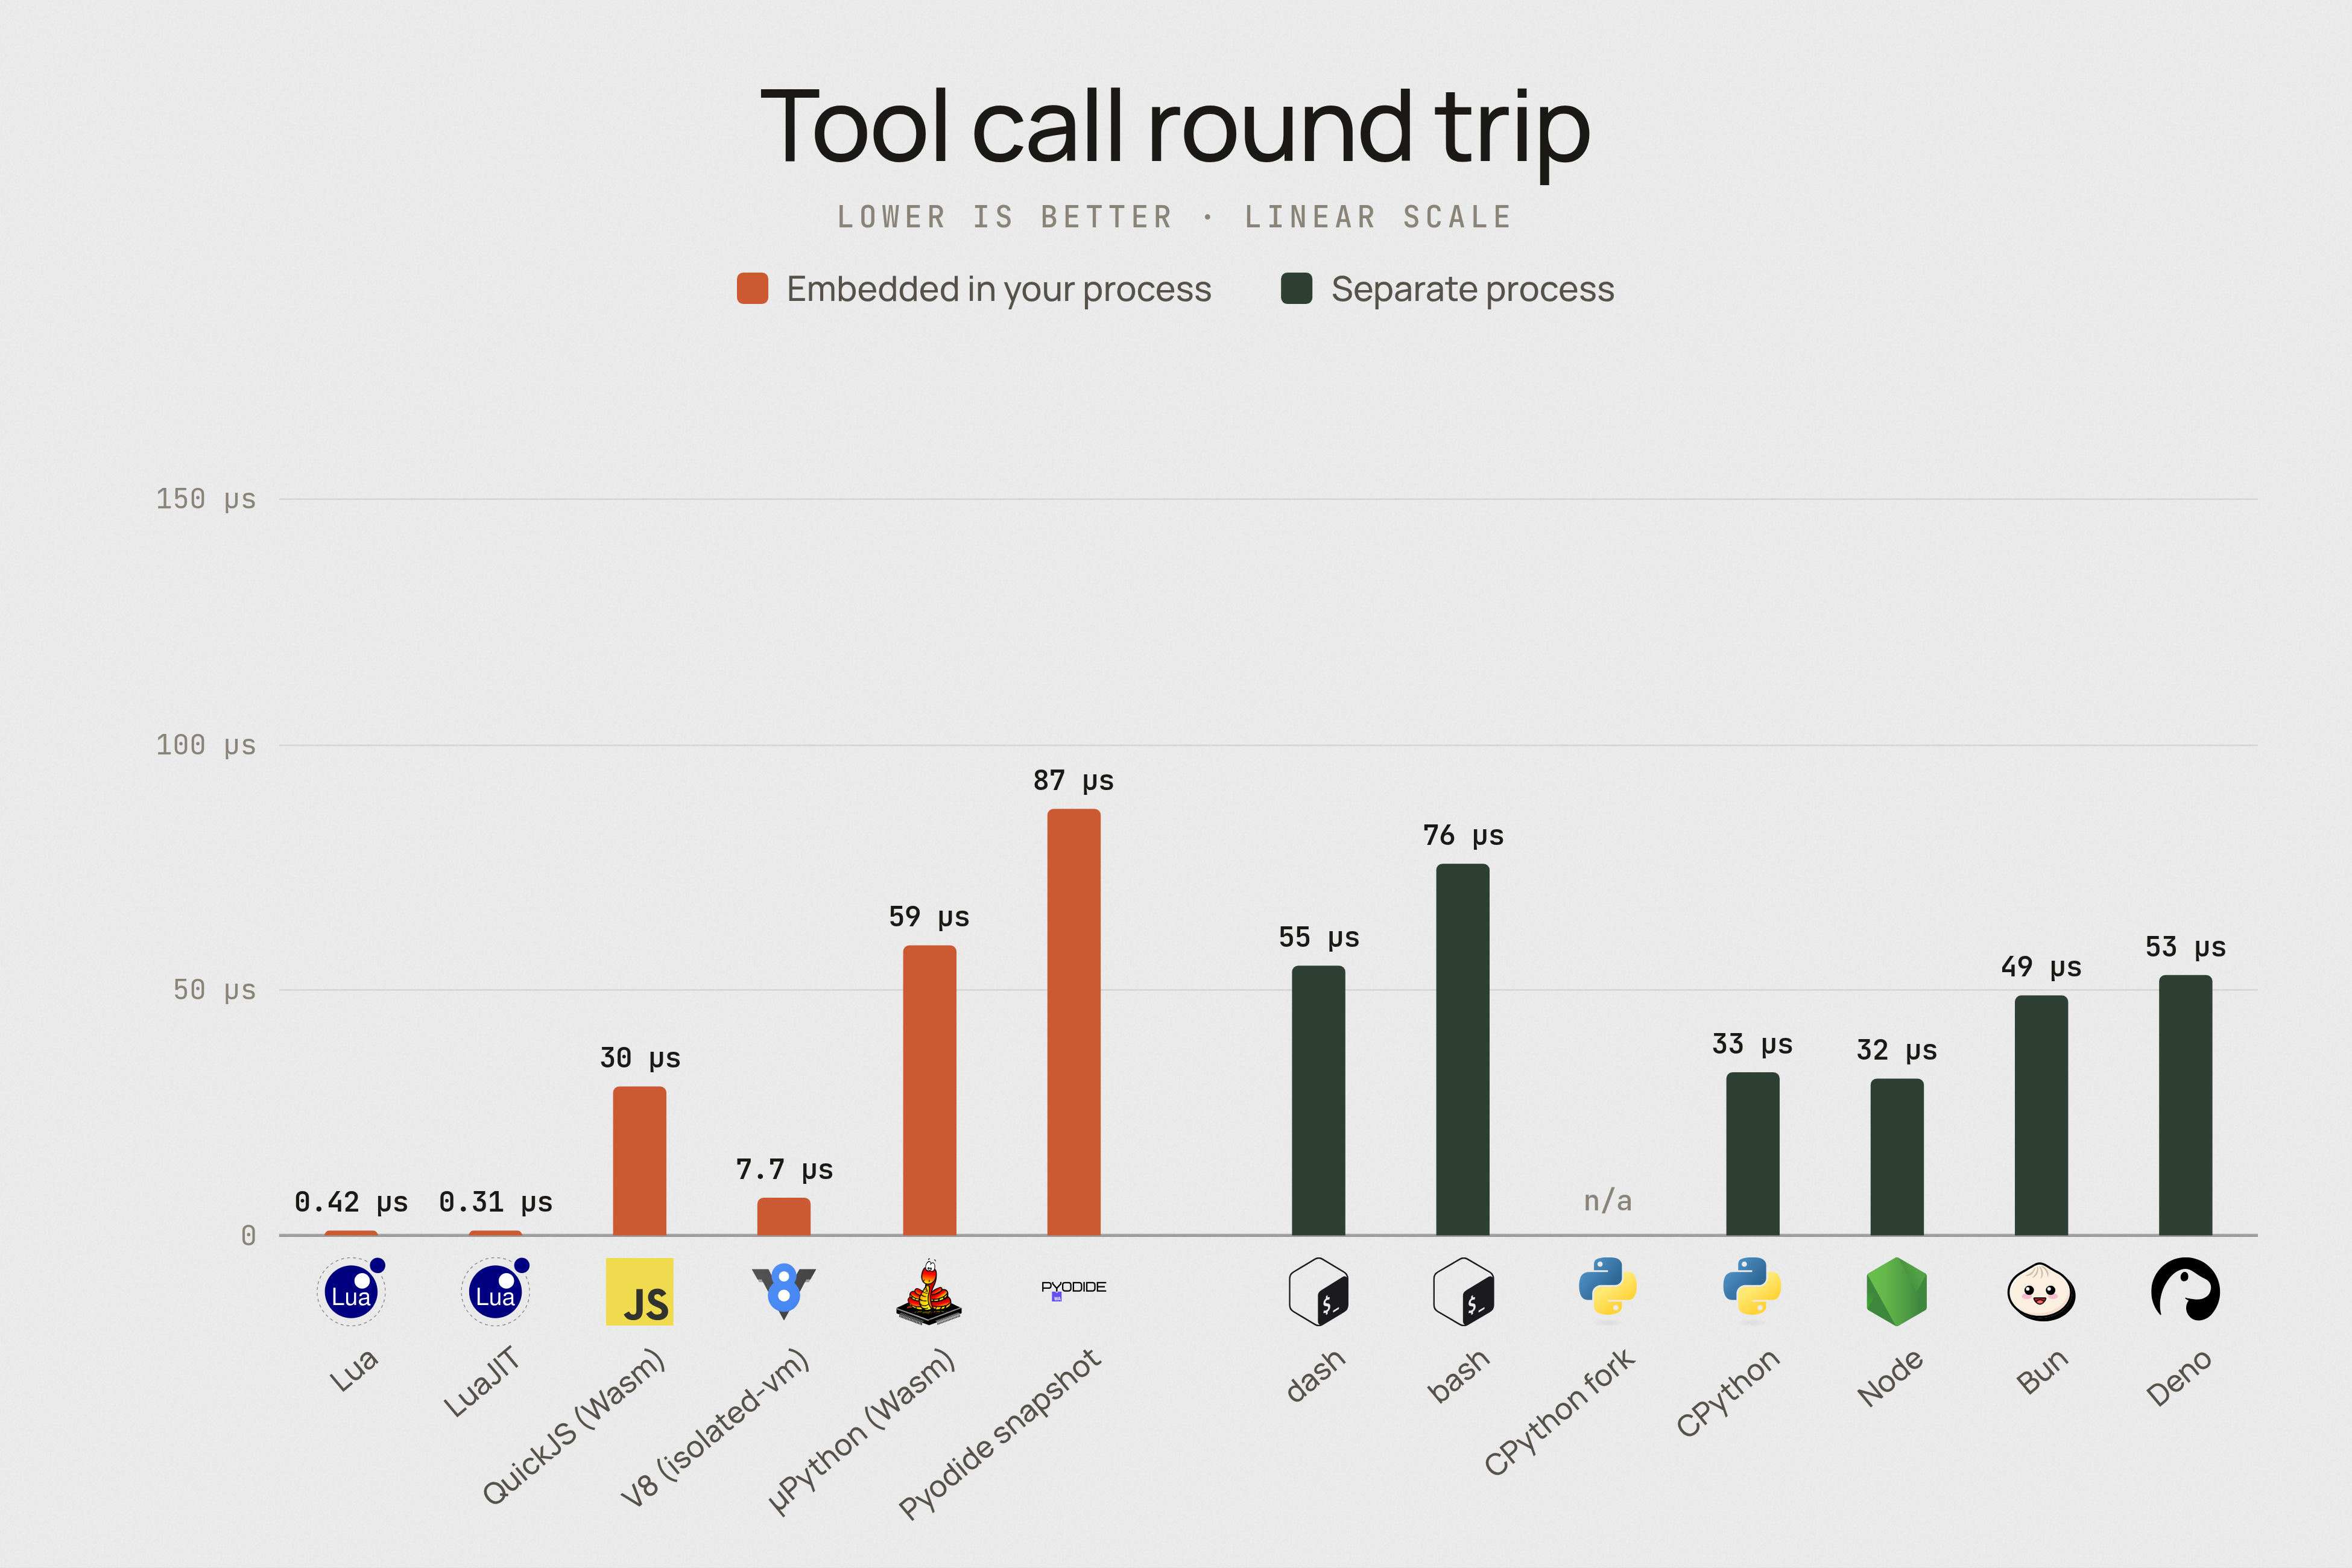 Tool call round trip
LOWER IS BETTER · LINEAR SCALE
Embedded in your process
Separate process
150 µs
100 µs
50 µs
0
0.42 µs
0.31 µs
30 µs
7.7 µs
59 µs
87 µs
55 µs
76 µs
n/a
33 µs
32 µs
49 µs
53 µs
Lua
Lua
JS
8
PYODIDE
$_
$_
Lua
LuaJIT
QuickJS (Wasm)
V8 (isolated-vm)
µPython (Wasm)
Pyodide snapshot
dash
bash
CPython fork
CPython
Node
Bun
Deno